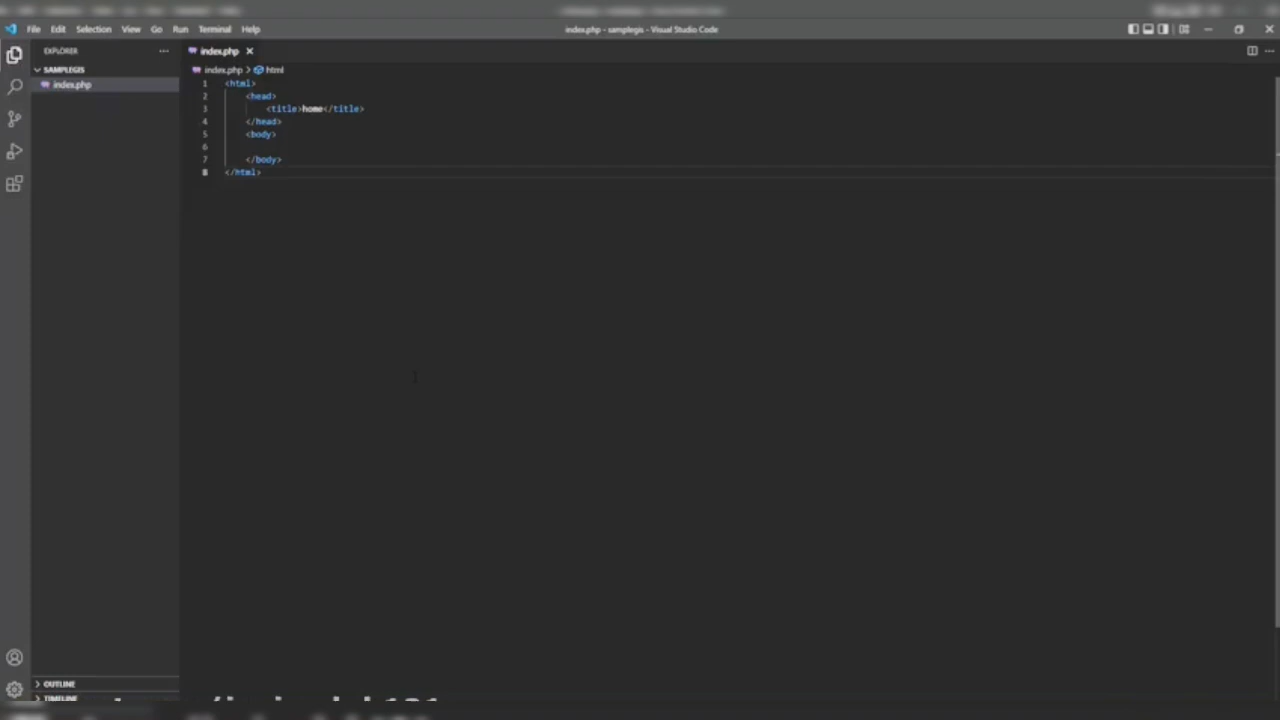 File Edit Selection View Go Run Terminal Help
index.php - samplegis - Visual Studio Code
EXPLORER
index.php
SAMPLEGIS
index.php > html
index.php
1 <html>
2 <head>
3 <title>home</title>
4 </head>
5 <body>
6
7 </body>
8 </html>
OUTLINE
TIMELINE